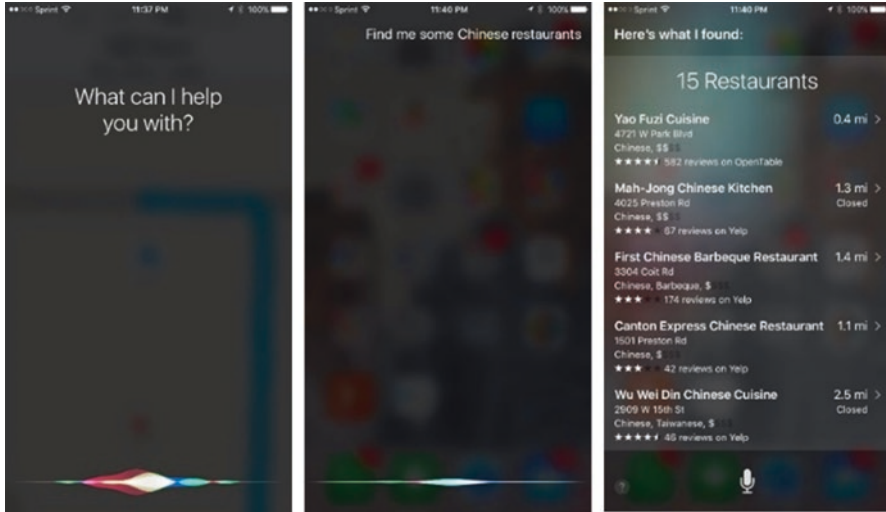 Sprint 11:37 PM 100%
What can I help
you with?
Sprint 11:40 PM 100%
Find me some Chinese restaurants
Sprint 11:40 PM 100%
Here's what I found:
15 Restaurants
Yao Fuzi Cuisine 0.4 mi >
4721 W Park Blvd
Chinese, $$$$
★★★★⯨ 582 reviews on OpenTable
Mah-Jong Chinese Kitchen 1.3 mi >
4025 Preston Rd Closed
Chinese, $$$$
★★★★★ 67 reviews on Yelp
First Chinese Barbeque Restaurant 1.4 mi >
3304 Coit Rd
Chinese, Barbeque, $$$$
★★★★★ 174 reviews on Yelp
Canton Express Chinese Restaurant 1.1 mi >
1601 Preston Rd
Chinese, $$$$
★★★★★ 42 reviews on Yelp
Wu Wei Din Chinese Cuisine 2.5 mi >
2909 W 15th St Closed
Chinese, Taiwanese, $$$$
★★★★⯨ 46 reviews on Yelp
?